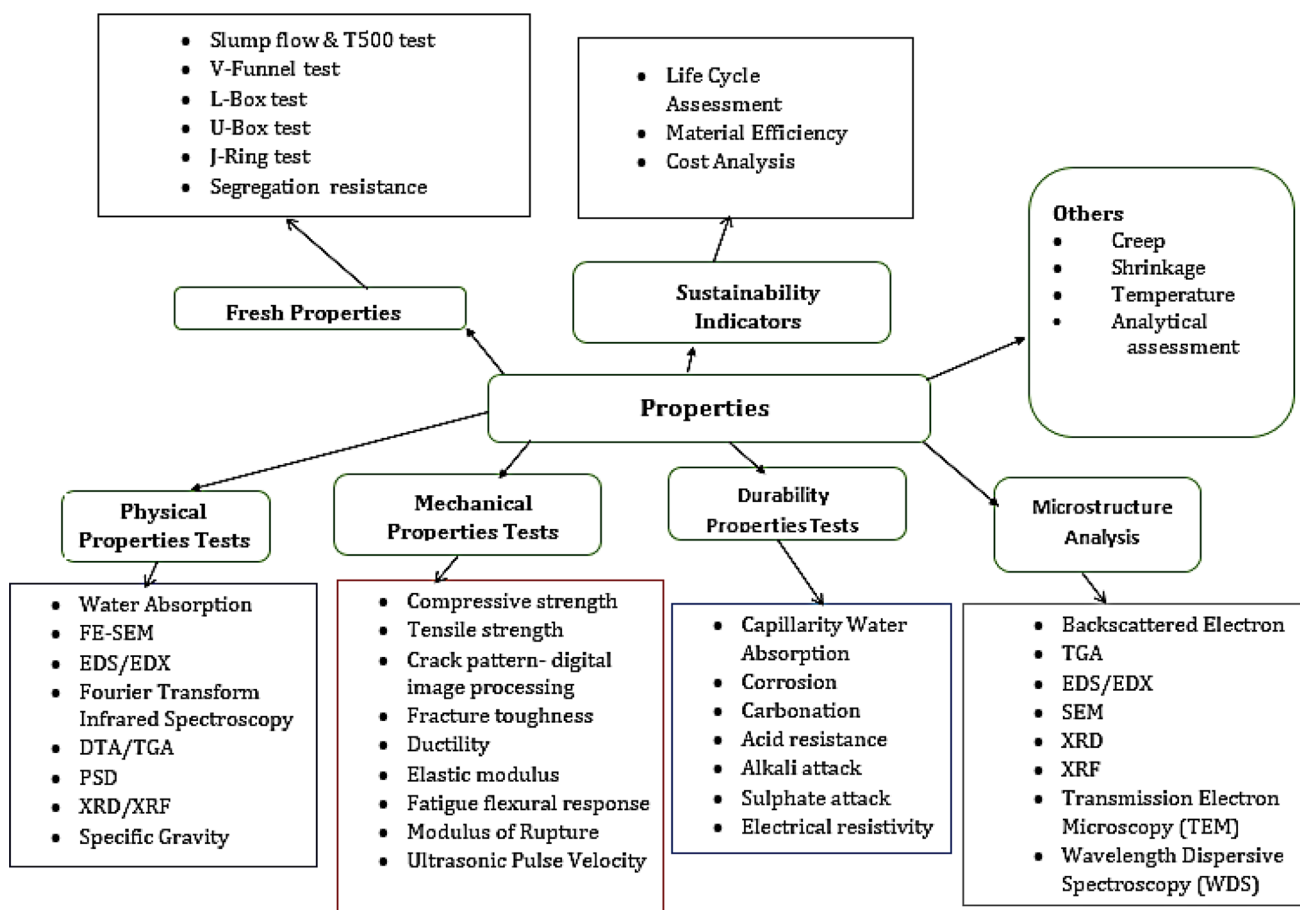 • Slump flow & T500 test
• V-Funnel test
• L-Box test
• U-Box test
• J-Ring test
• Segregation resistance
• Life Cycle
Assessment
• Material Efficiency
• Cost Analysis
Others
• Creep
• Shrinkage
• Temperature
• Analytical
assessment
Fresh Properties
Sustainability
Indicators
Properties
Physical
Properties Tests
Mechanical
Properties Tests
Durability
Properties Tests
Microstructure
Analysis
• Water Absorption
• FE-SEM
• EDS/EDX
• Fourier Transform
Infrared Spectroscopy
• DTA/TGA
• PSD
• XRD/XRF
• Specific Gravity
• Compressive strength
• Tensile strength
• Crack pattern- digital
image processing
• Fracture toughness
• Ductility
• Elastic modulus
• Fatigue flexural response
• Modulus of Rupture
• Ultrasonic Pulse Velocity
• Capillarity Water
Absorption
• Corrosion
• Carbonation
• Acid resistance
• Alkali attack
• Sulphate attack
• Electrical resistivity
• Backscattered Electron
• TGA
• EDS/EDX
• SEM
• XRD
• XRF
• Transmission Electron
Microscopy (TEM)
• Wavelength Dispersive
Spectroscopy (WDS)